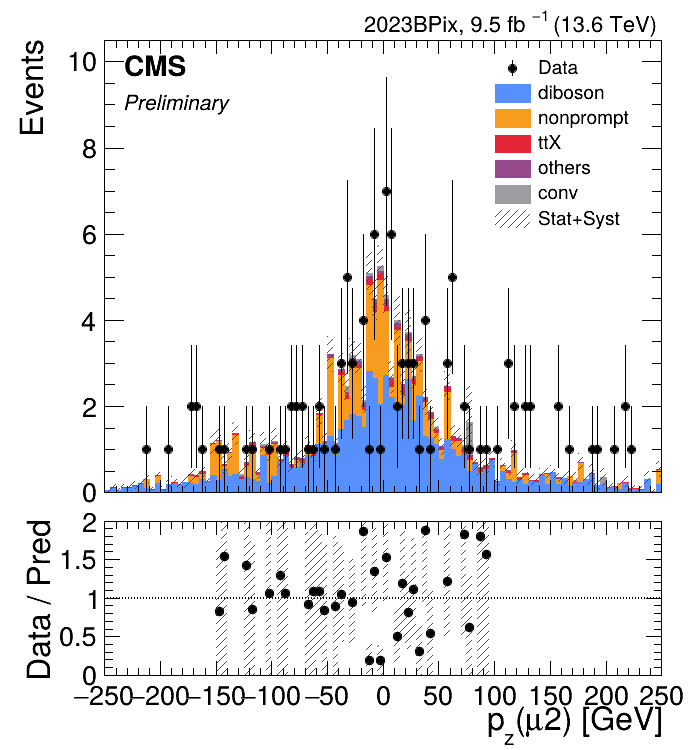 2023BPix, 9.5 fb⁻¹ (13.6 TeV)
CMS
Preliminary
Events
10
8
6
4
2
0
Data
diboson
nonprompt
ttX
others
conv
Stat+Syst
Data / Pred
2
1.5
1
0.5
0
−250 −200 −150 −100 −50 0 50 100 150 200 250
p_z(μ2) [GeV]